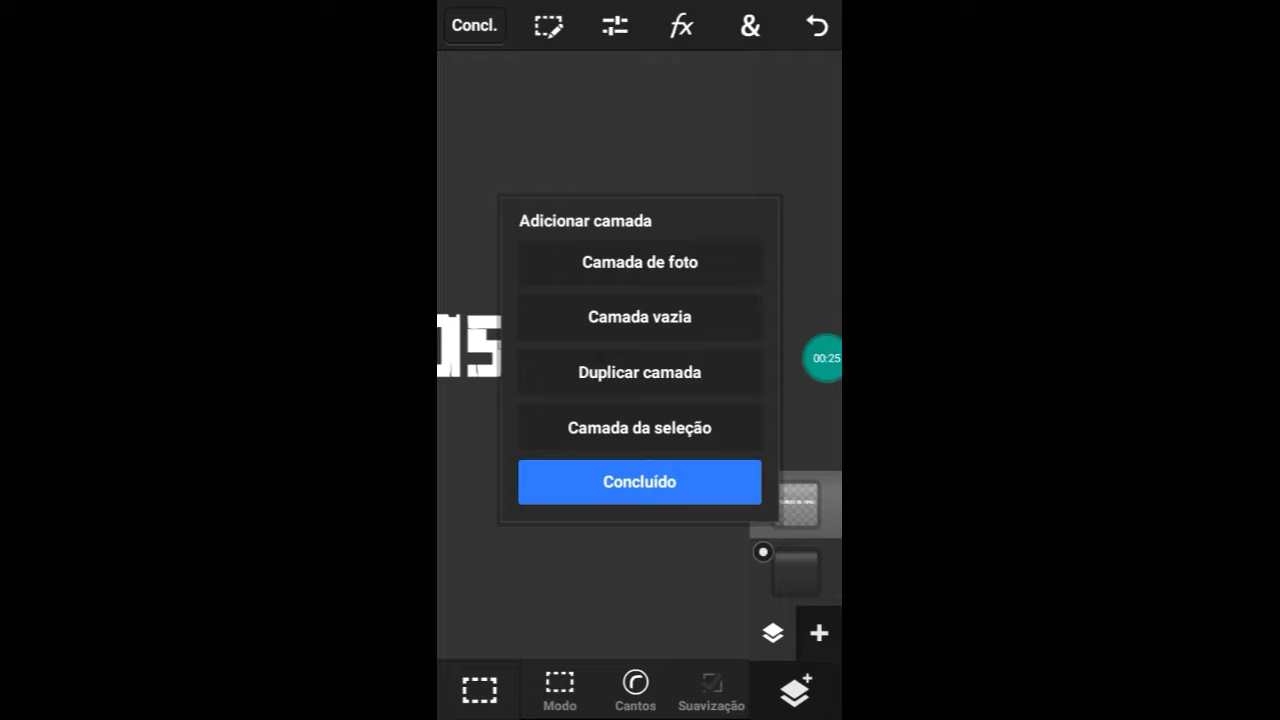 Concl.
fx
&
Adicionar camada
Camada de foto
Camada vazia
Duplicar camada
Camada da seleção
Concluído
00:25
Modo
Cantos
Suavização